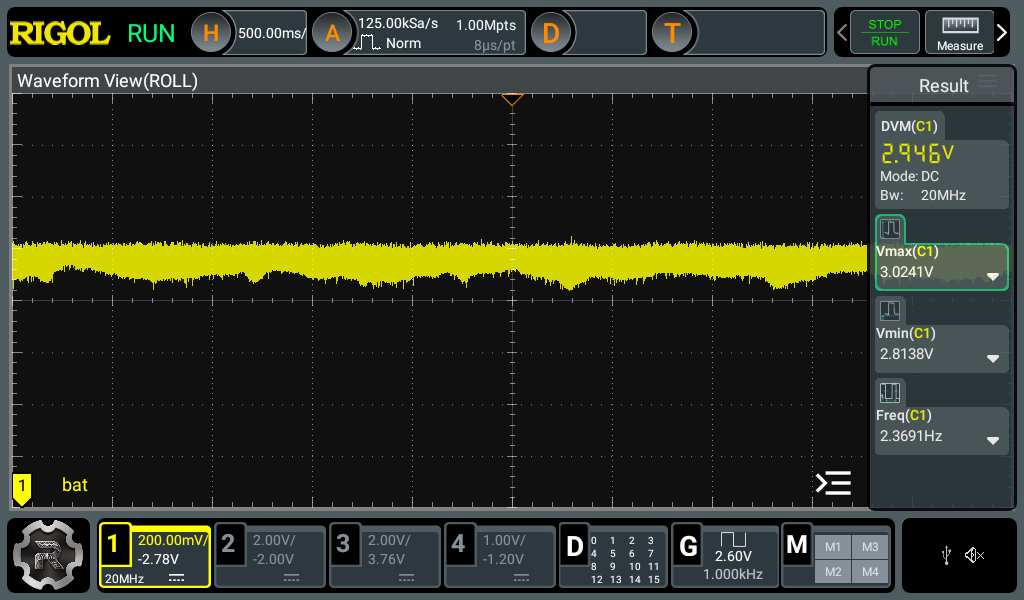 RIGOL RUN H 500.00ms/ A 125.00kSa/s 1.00Mpts D T STOP
Norm 8µs/pt RUN Measure
Waveform View(ROLL) Result
DVM(C1)
2.946V
Mode: DC
Bw: 20MHz
Vmax(C1)
3.0241V
Vmin(C1)
2.8138V
Freq(C1)
2.3691Hz
1 bat
1 200.00mV/ 2 2.00V/ 3 2.00V/ 4 1.00V/ D 0 1 2 3 G M M1 M3
-2.78V -2.00V 3.76V -1.20V 4 5 6 7 2.60V M2 M4
20MHz 8 9 10 11 1.000kHz
12 13 14 15